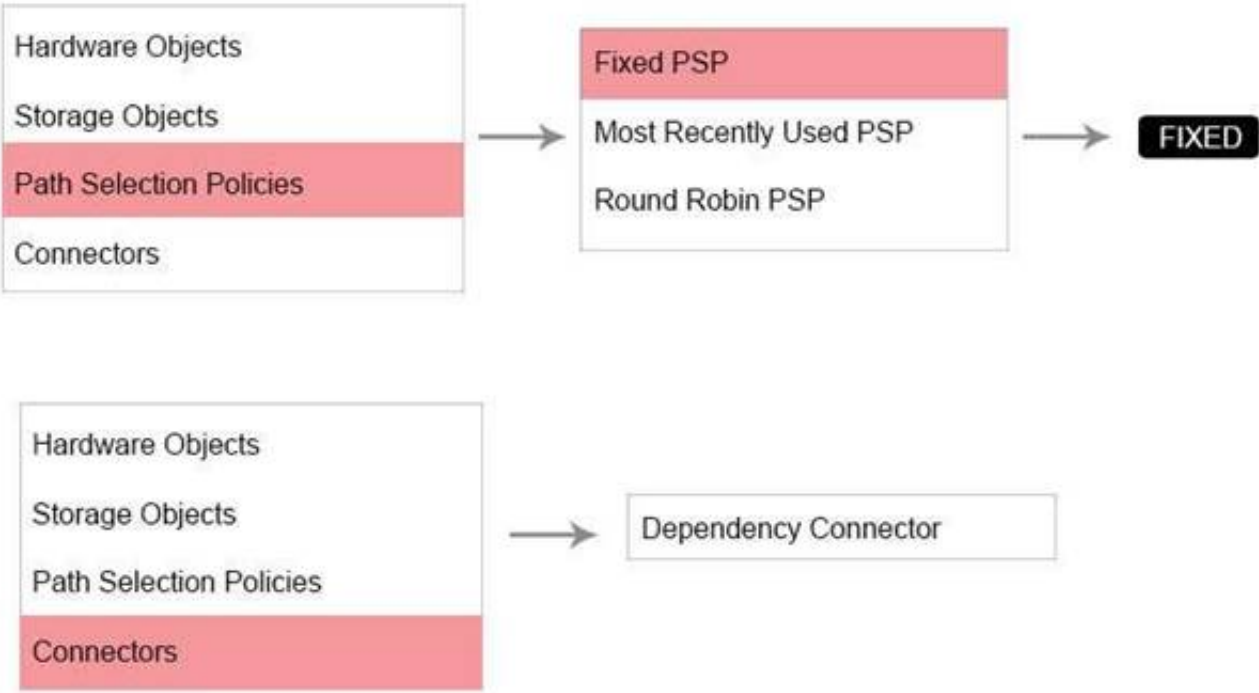 Hardware Objects
Storage Objects
Path Selection Policies
Connectors
Fixed PSP
Most Recently Used PSP
Round Robin PSP
FIXED
Hardware Objects
Storage Objects
Path Selection Policies
Connectors
Dependency Connector